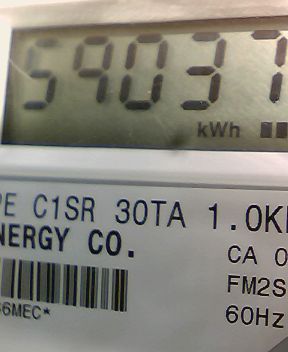 59037
kWh
PE C1SR 30TA 1.0K
NERGY CO.
CA 0
FM2S
60Hz
6MEC*